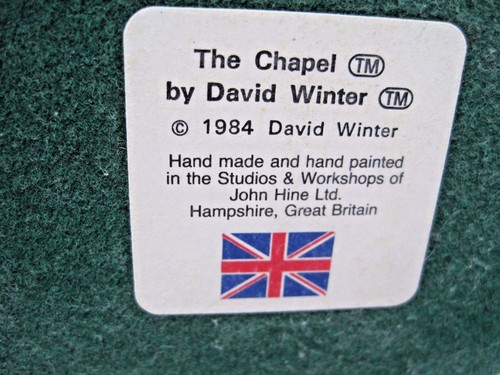 The Chapel TM
by David Winter TM
© 1984 David Winter
Hand made and hand painted
in the Studios & Workshops of
John Hine Ltd.
Hampshire, Great Britain